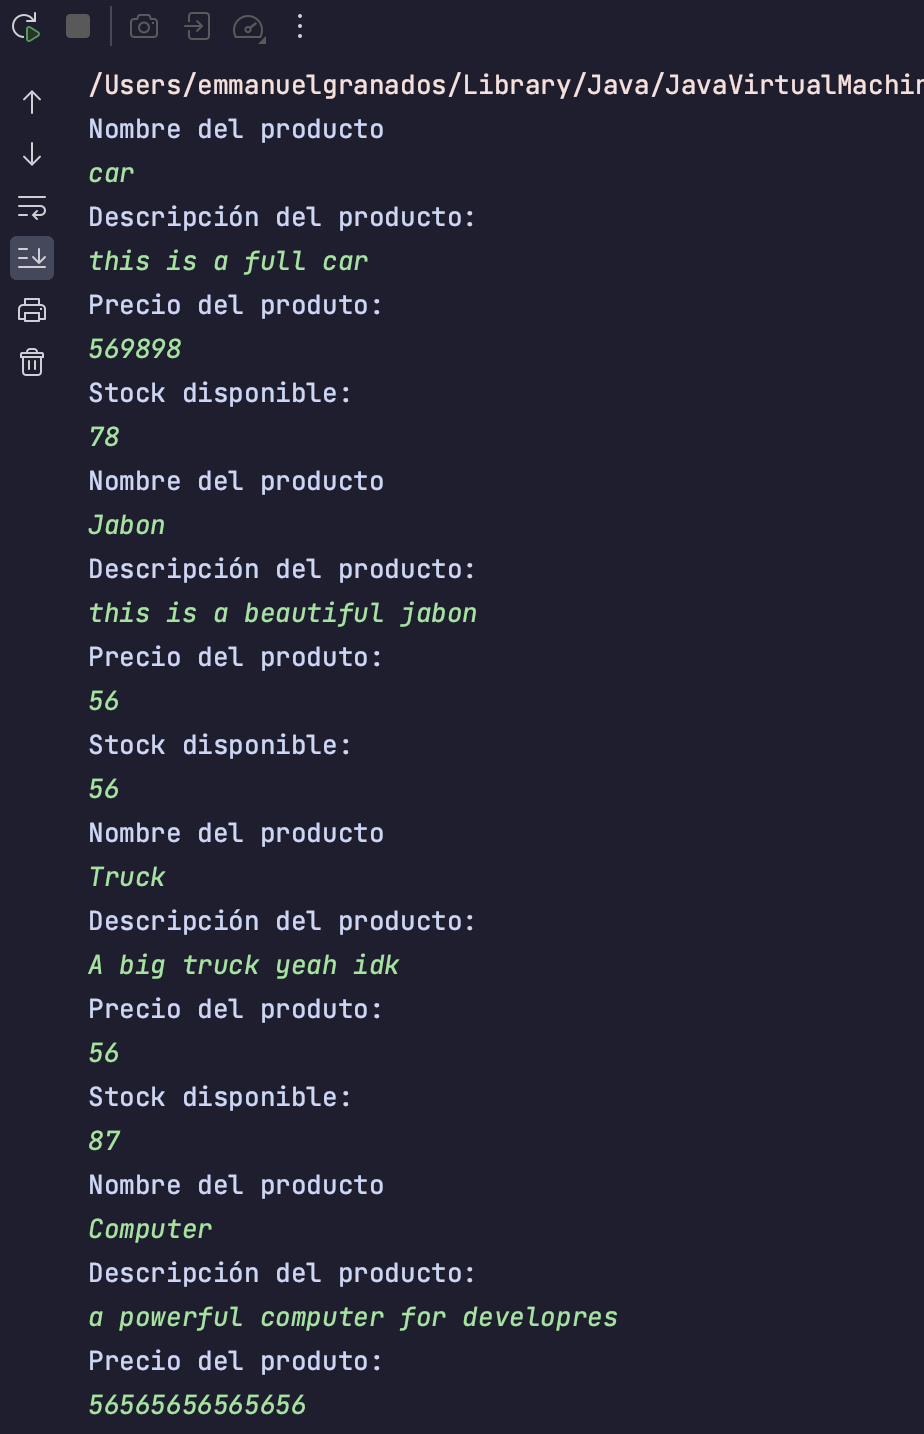 /Users/emmanuelgranados/Library/Java/JavaVirtualMachin
Nombre del producto
car
Descripción del producto:
this is a full car
Precio del produto:
569898
Stock disponible:
78
Nombre del producto
Jabon
Descripción del producto:
this is a beautiful jabon
Precio del produto:
56
Stock disponible:
56
Nombre del producto
Truck
Descripción del producto:
A big truck yeah idk
Precio del produto:
56
Stock disponible:
87
Nombre del producto
Computer
Descripción del producto:
a powerful computer for developres
Precio del produto:
56565656565656